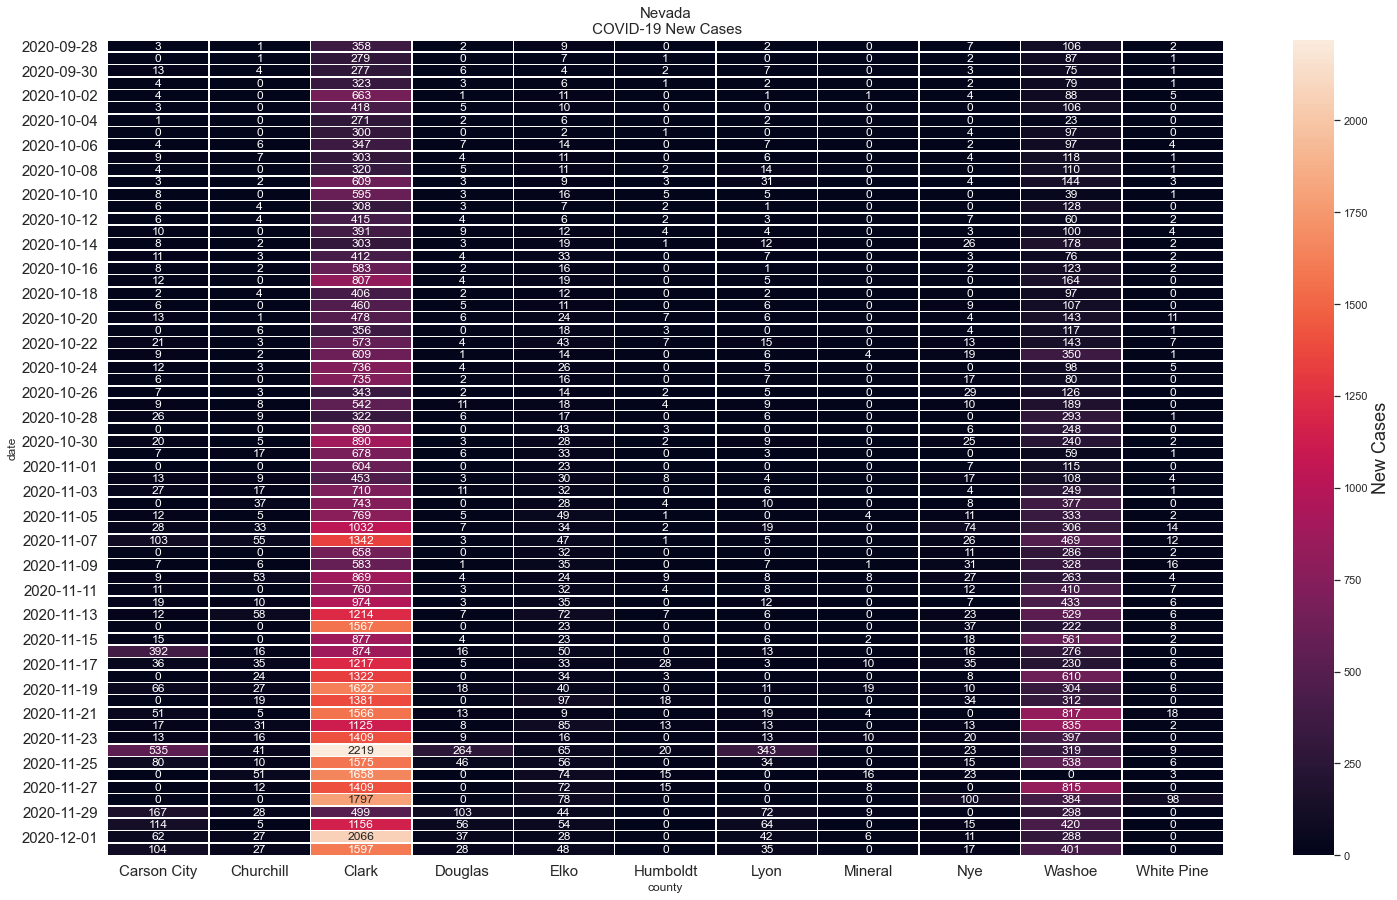 Nevada
COVID-19 New Cases
2020-09-28 3 1 358 2 9 0 2 0 7 106 2
0 1 279 0 7 1 0 0 2 87 1
2020-09-30 13 4 277 6 4 2 7 0 3 75 1
4 0 323 3 6 1 2 0 2 79 1
2020-10-02 4 0 663 1 11 0 1 1 4 88 5
3 0 418 5 10 0 0 0 0 106 0
2020-10-04 1 0 271 2 6 0 2 0 0 23 0
0 0 300 0 2 1 0 0 4 97 0
2020-10-06 4 6 347 7 14 0 7 0 2 97 4
9 7 303 4 11 0 6 0 4 118 1
2020-10-08 4 0 320 5 11 2 14 0 0 110 1
3 2 609 3 9 3 31 0 4 144 3
2020-10-10 8 0 595 3 16 5 5 0 0 39 1
6 4 308 3 7 2 1 0 0 128 0
2020-10-12 6 4 415 4 6 2 3 0 7 60 2
10 0 391 9 12 4 4 0 3 100 4
2020-10-14 8 2 303 3 19 1 12 0 26 178 2
11 3 412 4 33 0 7 0 7 76 2
2020-10-16 8 2 583 2 16 0 1 0 2 123 2
12 0 807 4 19 0 5 0 0 164 0
2020-10-18 2 4 406 2 12 0 2 0 0 97 0
6 0 460 5 11 0 6 0 9 107 0
2020-10-20 13 1 478 6 24 7 6 0 4 143 11
0 6 356 0 18 3 0 0 4 117 1
2020-10-22 21 3 573 4 43 7 15 0 13 143 7
9 2 609 1 14 0 6 4 19 350 1
2020-10-24 12 3 736 4 26 0 5 0 0 98 5
6 0 735 2 16 0 7 0 17 80 0
2020-10-26 7 3 343 2 14 2 5 0 29 126 0
9 8 542 11 18 4 9 0 10 189 0
2020-10-28 26 9 322 6 17 0 6 0 0 293 1
0 0 690 0 43 3 0 0 6 248 0
2020-10-30 20 5 890 3 28 2 9 0 25 240 2
7 17 678 6 33 0 3 0 0 59 1
2020-11-01 0 0 604 0 23 0 0 0 7 115 0
13 9 453 3 30 8 4 0 17 108 4
2020-11-03 27 17 710 11 32 0 6 0 4 249 1
0 37 743 0 28 4 10 0 8 377 0
2020-11-05 12 5 769 5 49 1 0 4 11 333 2
28 33 1032 7 34 2 19 0 74 306 14
2020-11-07 103 55 1342 3 47 1 5 0 26 469 12
0 0 658 0 32 0 0 0 11 286 2
2020-11-09 7 6 583 1 35 0 7 1 31 328 16
9 53 869 4 24 9 8 8 27 263 4
2020-11-11 11 0 760 3 32 4 8 0 12 410 7
19 10 974 3 35 0 12 0 7 433 6
2020-11-13 12 58 1214 7 72 7 6 0 23 529 6
0 0 1567 0 23 0 0 0 37 222 8
2020-11-15 15 0 877 4 23 0 6 2 18 561 2
392 16 874 16 50 0 13 0 16 276 0
2020-11-17 36 35 1217 5 33 28 3 10 35 230 6
0 24 1322 0 34 3 0 0 8 610 0
2020-11-19 66 27 1622 18 40 0 11 19 10 304 6
0 19 1381 0 97 18 0 0 34 312 0
2020-11-21 51 5 1566 13 9 0 19 4 0 817 18
17 31 1125 8 85 13 13 0 13 835 2
2020-11-23 13 16 1409 9 16 0 13 10 20 397 0
535 41 2219 264 65 20 343 0 23 319 9
2020-11-25 80 10 1575 46 56 0 34 0 15 538 6
0 51 1658 0 74 15 0 16 23 0 3
2020-11-27 0 12 1409 0 72 15 0 8 0 815 0
0 0 1797 0 78 0 0 0 100 384 98
2020-11-29 167 28 499 103 44 0 72 9 0 298 0
114 5 1156 56 54 0 64 0 15 420 0
2020-12-01 62 27 2066 37 28 0 42 6 11 288 0
104 27 1597 28 48 0 35 0 17 401 0
Carson City Churchill Clark Douglas Elko Humboldt Lyon Mineral Nye Washoe White Pine
county
date
2000
1750
1500
1250
1000
750
500
250
0
New Cases